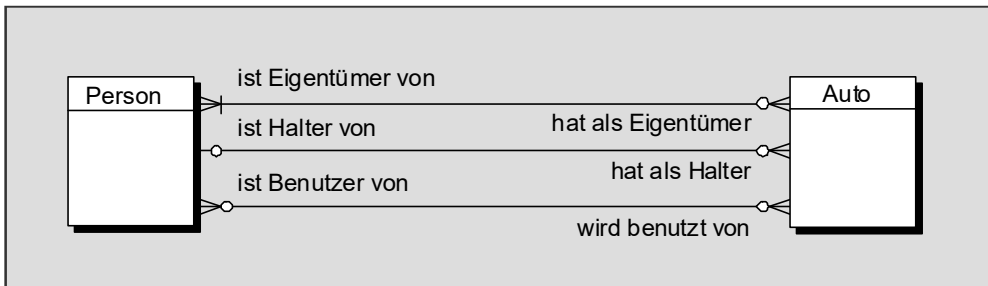 ist Eigentümer von
Person
Auto
hat als Eigentümer
ist Halter von
hat als Halter
ist Benutzer von
wird benutzt von